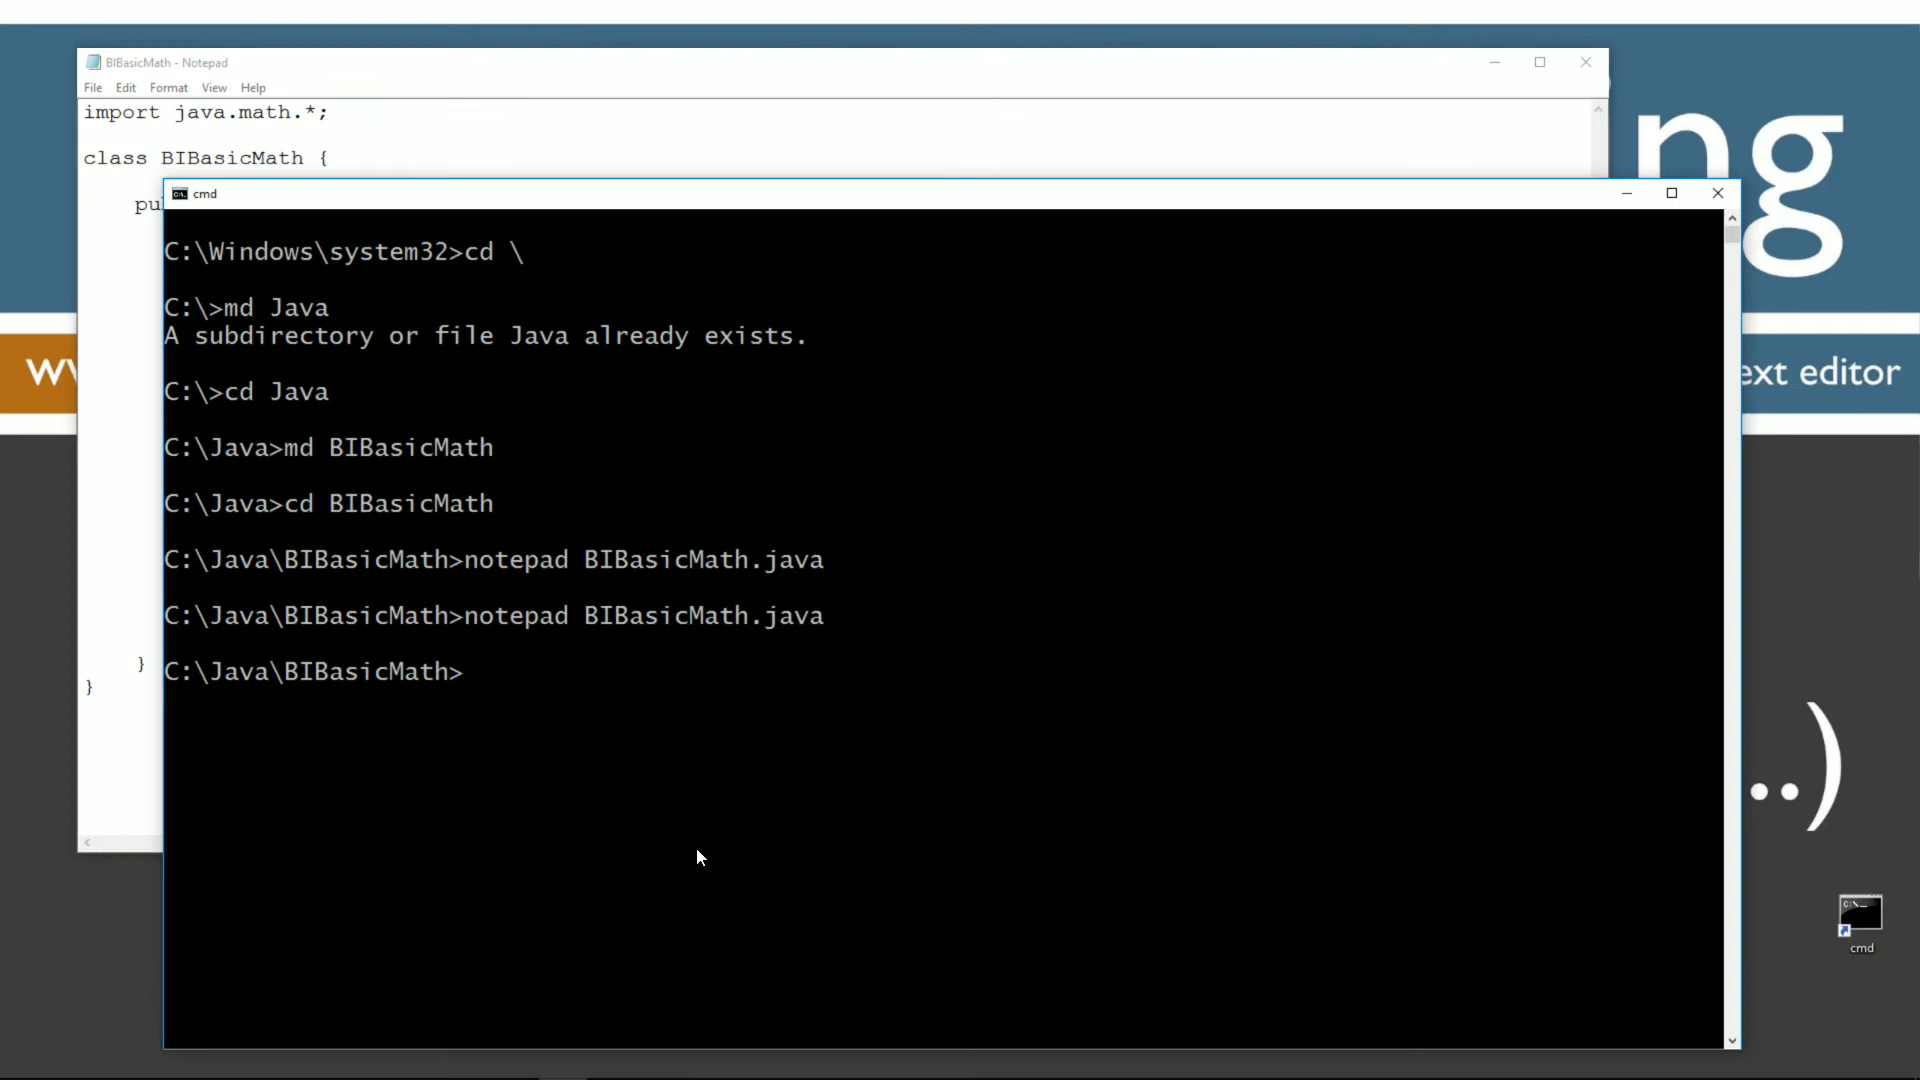 BIBasicMath - Notepad
File Edit Format View Help
import java.math.*;
class BIBasicMath {
pu
}
}
cmd
C:\Windows\system32>cd \
C:\>md Java
A subdirectory or file Java already exists.
C:\>cd Java
C:\Java>md BIBasicMath
C:\Java>cd BIBasicMath
C:\Java\BIBasicMath>notepad BIBasicMath.java
C:\Java\BIBasicMath>notepad BIBasicMath.java
C:\Java\BIBasicMath>
ng
ext editor
..)
cmd